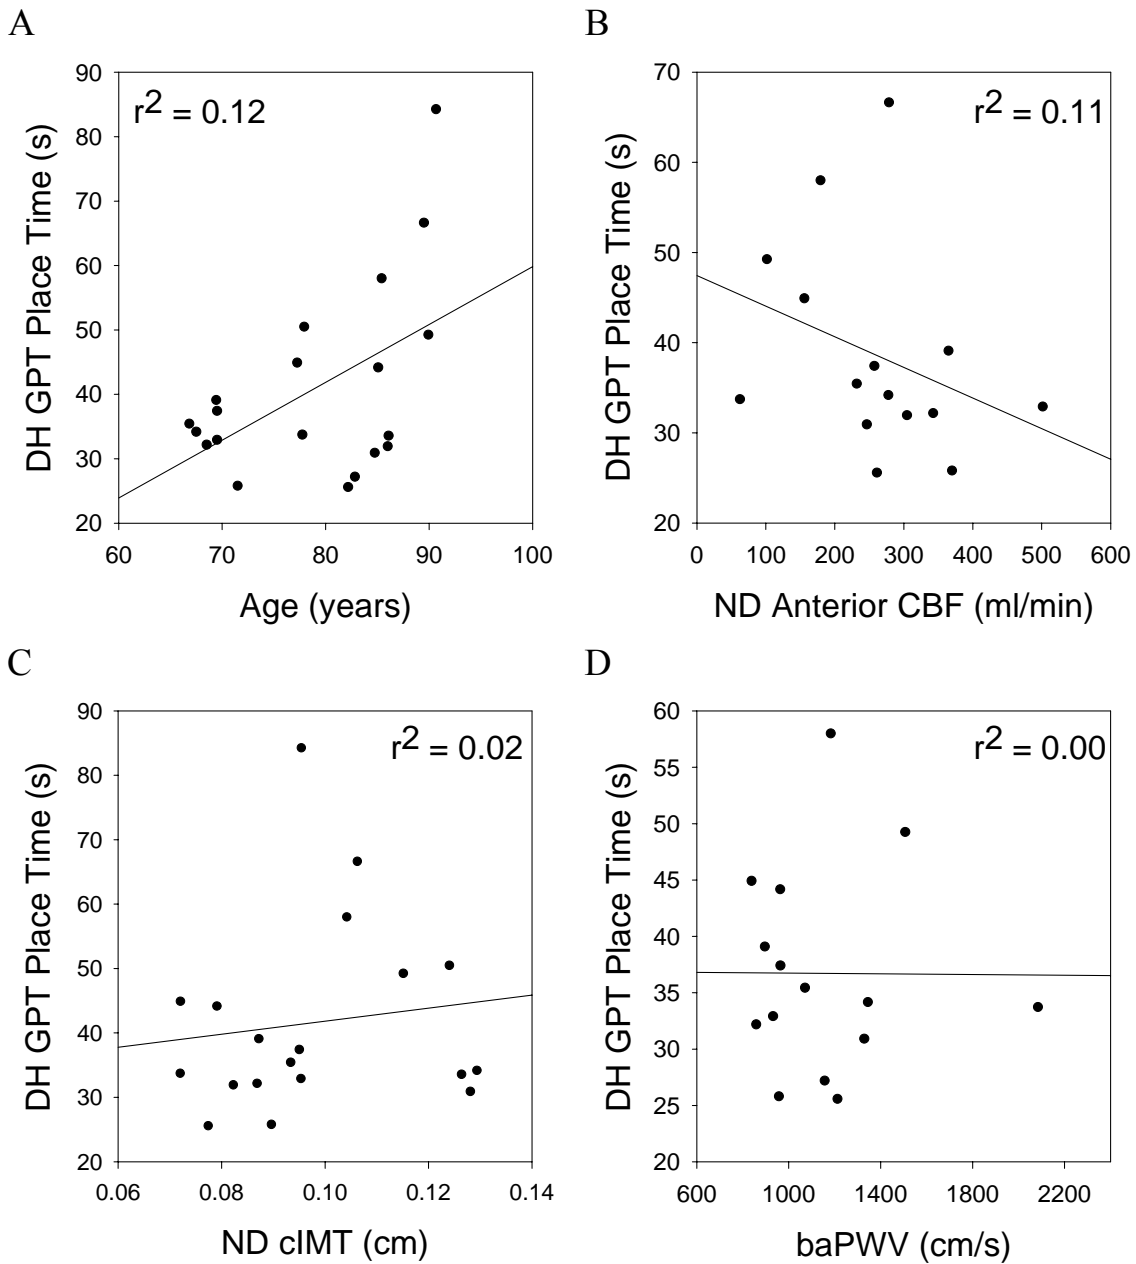 A
DH GPT Place Time (s)
90
80
70
60
50
40
30
20
r2 = 0.12
60 70 80 90 100
Age (years)
B
DH GPT Place Time (s)
70
60
50
40
30
20
r2 = 0.11
0 100 200 300 400 500 600
ND Anterior CBF (ml/min)
C
DH GPT Place Time (s)
90
80
70
60
50
40
30
20
r2 = 0.02
0.06 0.08 0.10 0.12 0.14
ND cIMT (cm)
D
DH GPT Place Time (s)
60
55
50
45
40
35
30
25
20
r2 = 0.00
600 1000 1400 1800 2200
baPWV (cm/s)